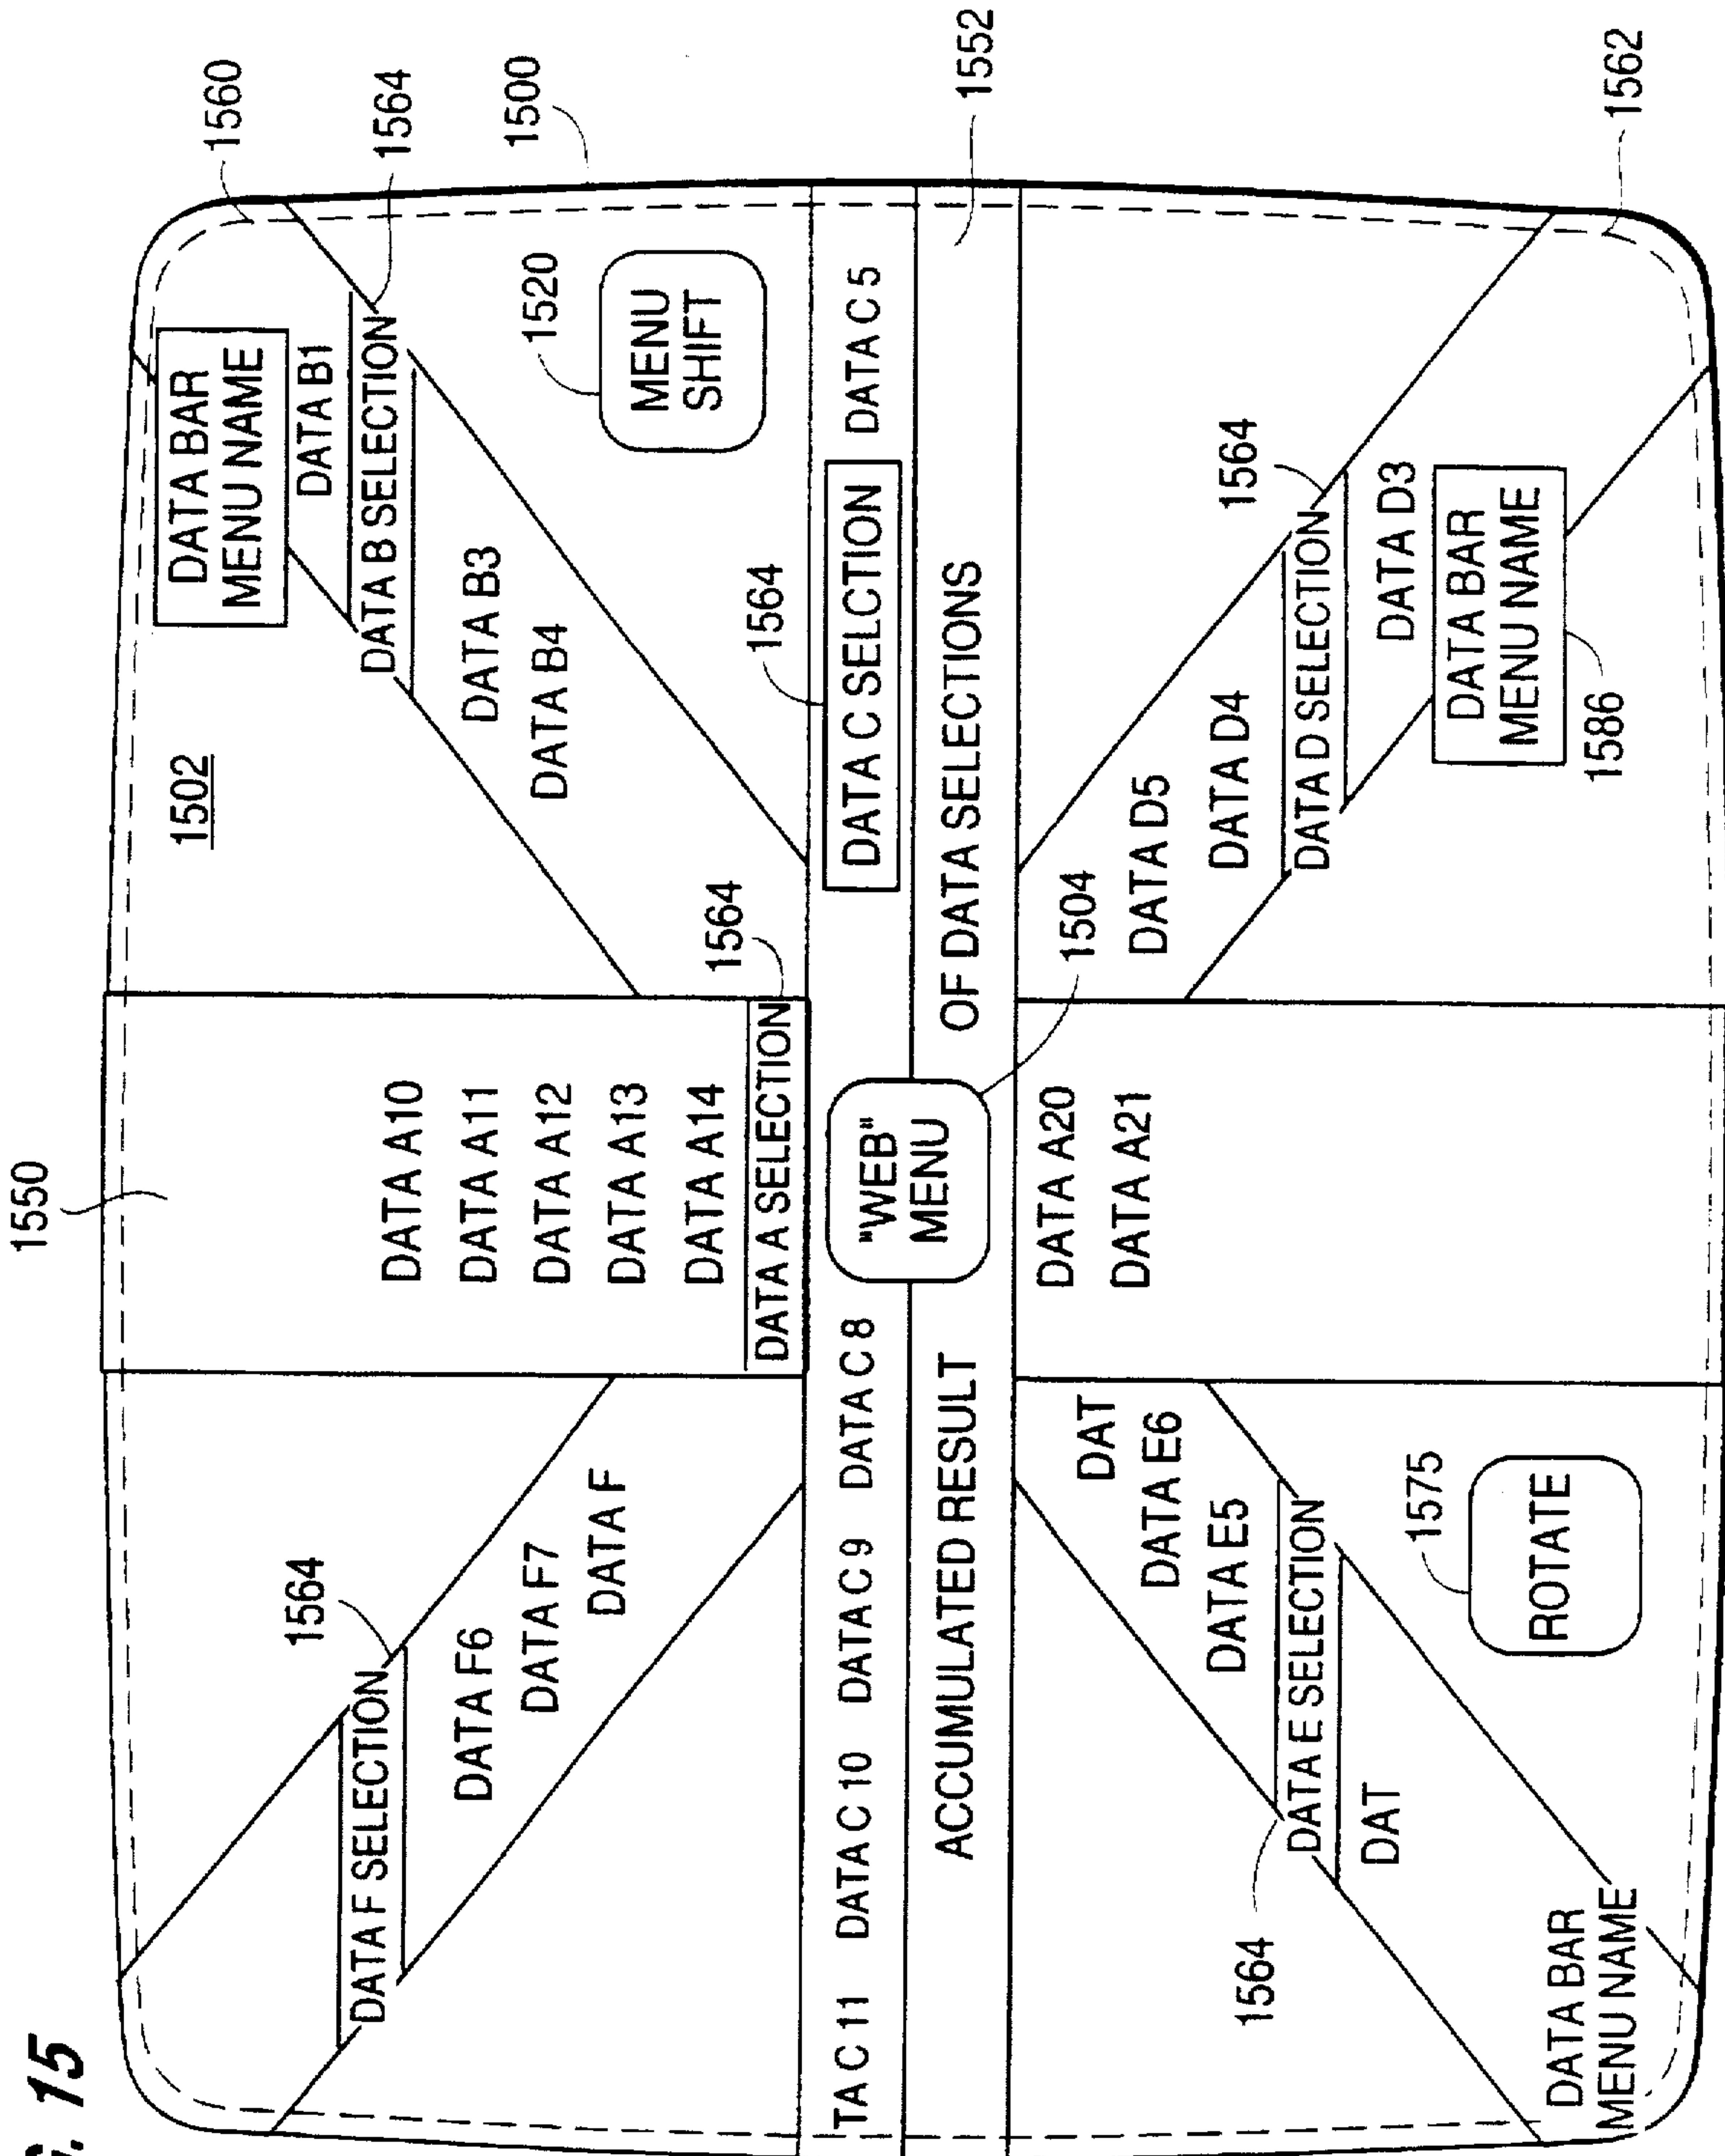 G. 15
1550
1560
1564
1500
1502
1520
1564
DATA F SELECTION
DATA F6
DATA F7
DATA F
DATA A10
DATA A11
DATA A12
DATA A13
DATA A14
DATA A SELECTION
1564
DATA BAR
MENU NAME
DATA B1
DATA B SELECTION
DATA B3
DATA B4
MENU
SHIFT
1564
TA C 11 DATA C 10 DATA C 9 DATA C 8
"WEB"
MENU
DATA C SELCTION
DATA C 5
ACCUMULATED RESULT
OF DATA SELECTIONS
1552
1504
DAT
DATA E6
DATA E5
DATA E SELECTION
DAT
1564
DATA BAR
MENU NAME
1575
ROTATE
DATA A20
DATA A21
DATA D5
DATA D4
DATA D SELECTION
DATA D3
1564
DATA BAR
MENU NAME
1586
1562